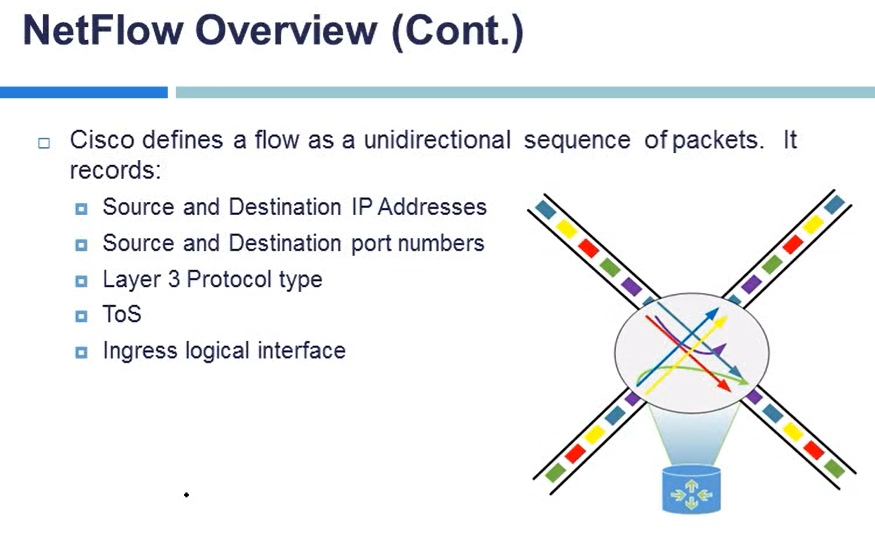 NetFlow Overview (Cont.)
Cisco defines a flow as a unidirectional sequence of packets. It
records:
Source and Destination IP Addresses
Source and Destination port numbers
Layer 3 Protocol type
ToS
Ingress logical interface